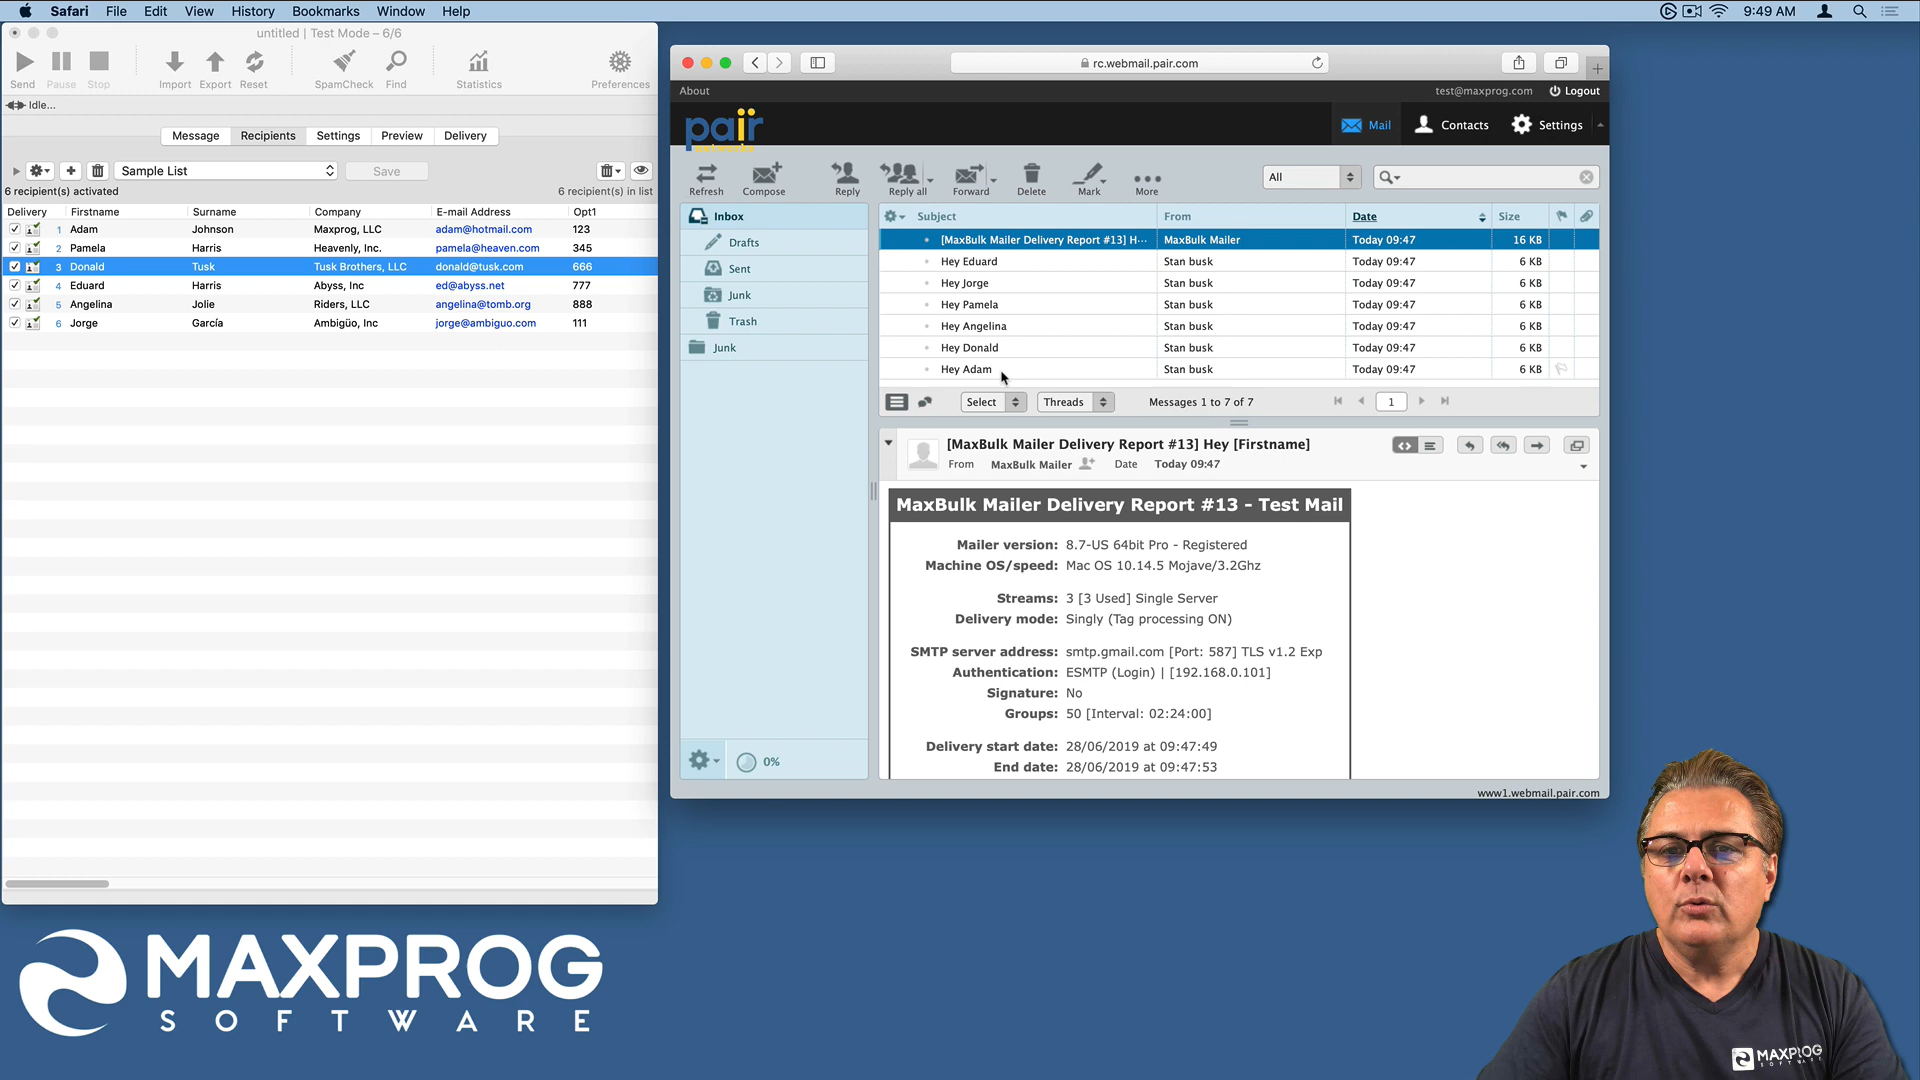 Safari File Edit View History Bookmarks Window Help 9:49 AM
untitled | Test Mode – 6/6
Send Pause Stop Import Export Reset SpamCheck Find Statistics Preferences
Idle...
Message Recipients Settings Preview Delivery
Sample List Save
6 recipient(s) activated 6 recipient(s) in list
Delivery Firstname Surname Company E-mail Address Opt1
1 Adam Johnson Maxprog, LLC adam@hotmail.com 123
2 Pamela Harris Heavenly, Inc. pamela@heaven.com 345
3 Donald Tusk Tusk Brothers, LLC donald@tusk.com 666
4 Eduard Harris Abyss, Inc ed@abyss.net 777
5 Angelina Jolie Riders, LLC angelina@tomb.org 888
6 Jorge García Ambigüo, Inc jorge@ambiguo.com 111
MAXPROG
SOFTWARE
rc.webmail.pair.com
About test@maxprog.com Logout
pair
Mail Contacts Settings
Refresh Compose Reply Reply all Forward Delete Mark More
All
Inbox
Drafts
Sent
Junk
Trash
Junk
0%
Subject From Date Size
[MaxBulk Mailer Delivery Report #13] H··· MaxBulk Mailer Today 09:47 16 KB
Hey Eduard Stan busk Today 09:47 6 KB
Hey Jorge Stan busk Today 09:47 6 KB
Hey Pamela Stan busk Today 09:47 6 KB
Hey Angelina Stan busk Today 09:47 6 KB
Hey Donald Stan busk Today 09:47 6 KB
Hey Adam Stan busk Today 09:47 6 KB
Select Threads Messages 1 to 7 of 7 1
[MaxBulk Mailer Delivery Report #13] Hey [Firstname]
From MaxBulk Mailer Date Today 09:47
MaxBulk Mailer Delivery Report #13 - Test Mail
Mailer version: 8.7-US 64bit Pro - Registered
Machine OS/speed: Mac OS 10.14.5 Mojave/3.2Ghz
Streams: 3 [3 Used] Single Server
Delivery mode: Singly (Tag processing ON)
SMTP server address: smtp.gmail.com [Port: 587] TLS v1.2 Exp
Authentication: ESMTP (Login) | [192.168.0.101]
Signature: No
Groups: 50 [Interval: 02:24:00]
Delivery start date: 28/06/2019 at 09:47:49
End date: 28/06/2019 at 09:47:53
www1.webmail.pair.com
MAXPROG